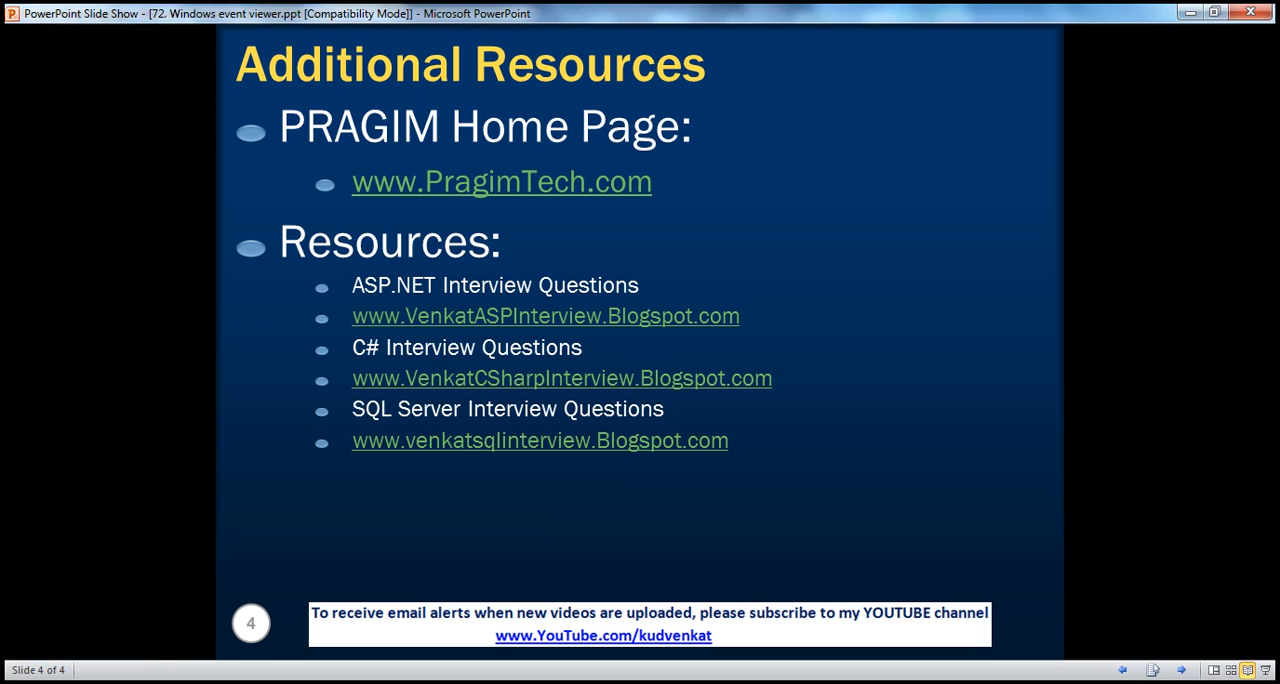 PowerPoint Slide Show - [72. Windows event viewer.ppt [Compatibility Mode]] - Microsoft PowerPoint
Additional Resources
PRAGIM Home Page:
www.PragimTech.com
Resources:
ASP.NET Interview Questions
www.VenkatASPInterview.Blogspot.com
C# Interview Questions
www.VenkatCSharpInterview.Blogspot.com
SQL Server Interview Questions
www.venkatsqlinterview.Blogspot.com
4
To receive email alerts when new videos are uploaded, please subscribe to my YOUTUBE channel
www.YouTube.com/kudvenkat
Slide 4 of 4